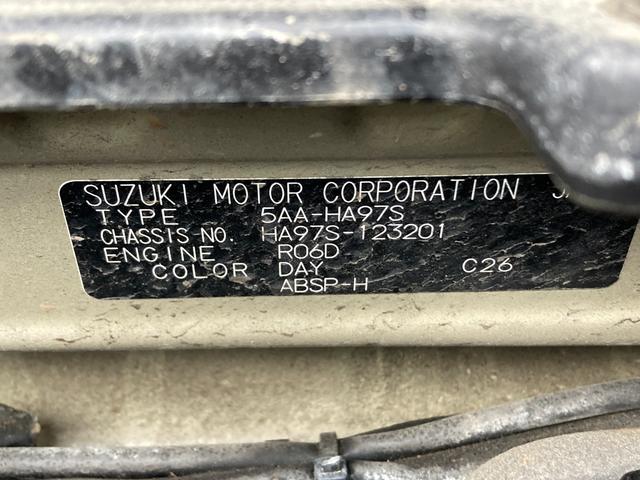 SUZUKI MOTOR CORPORATION
TYPE 5AA-HA97S
CHASSIS NO. HA97S-123201
ENGINE R06D
COLOR DAY C26
ABSP-H